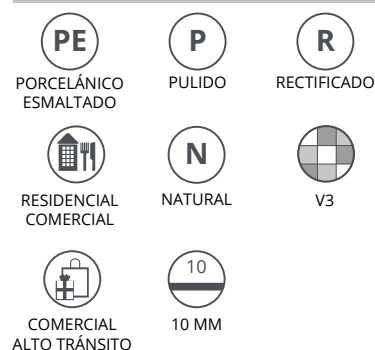 PE
PORCELÁNICO
ESMALTADO
P
PULIDO
R
RECTIFICADO
RESIDENCIAL
COMERCIAL
N
NATURAL
V3
COMERCIAL
ALTO TRÁNSITO
10
10 MM